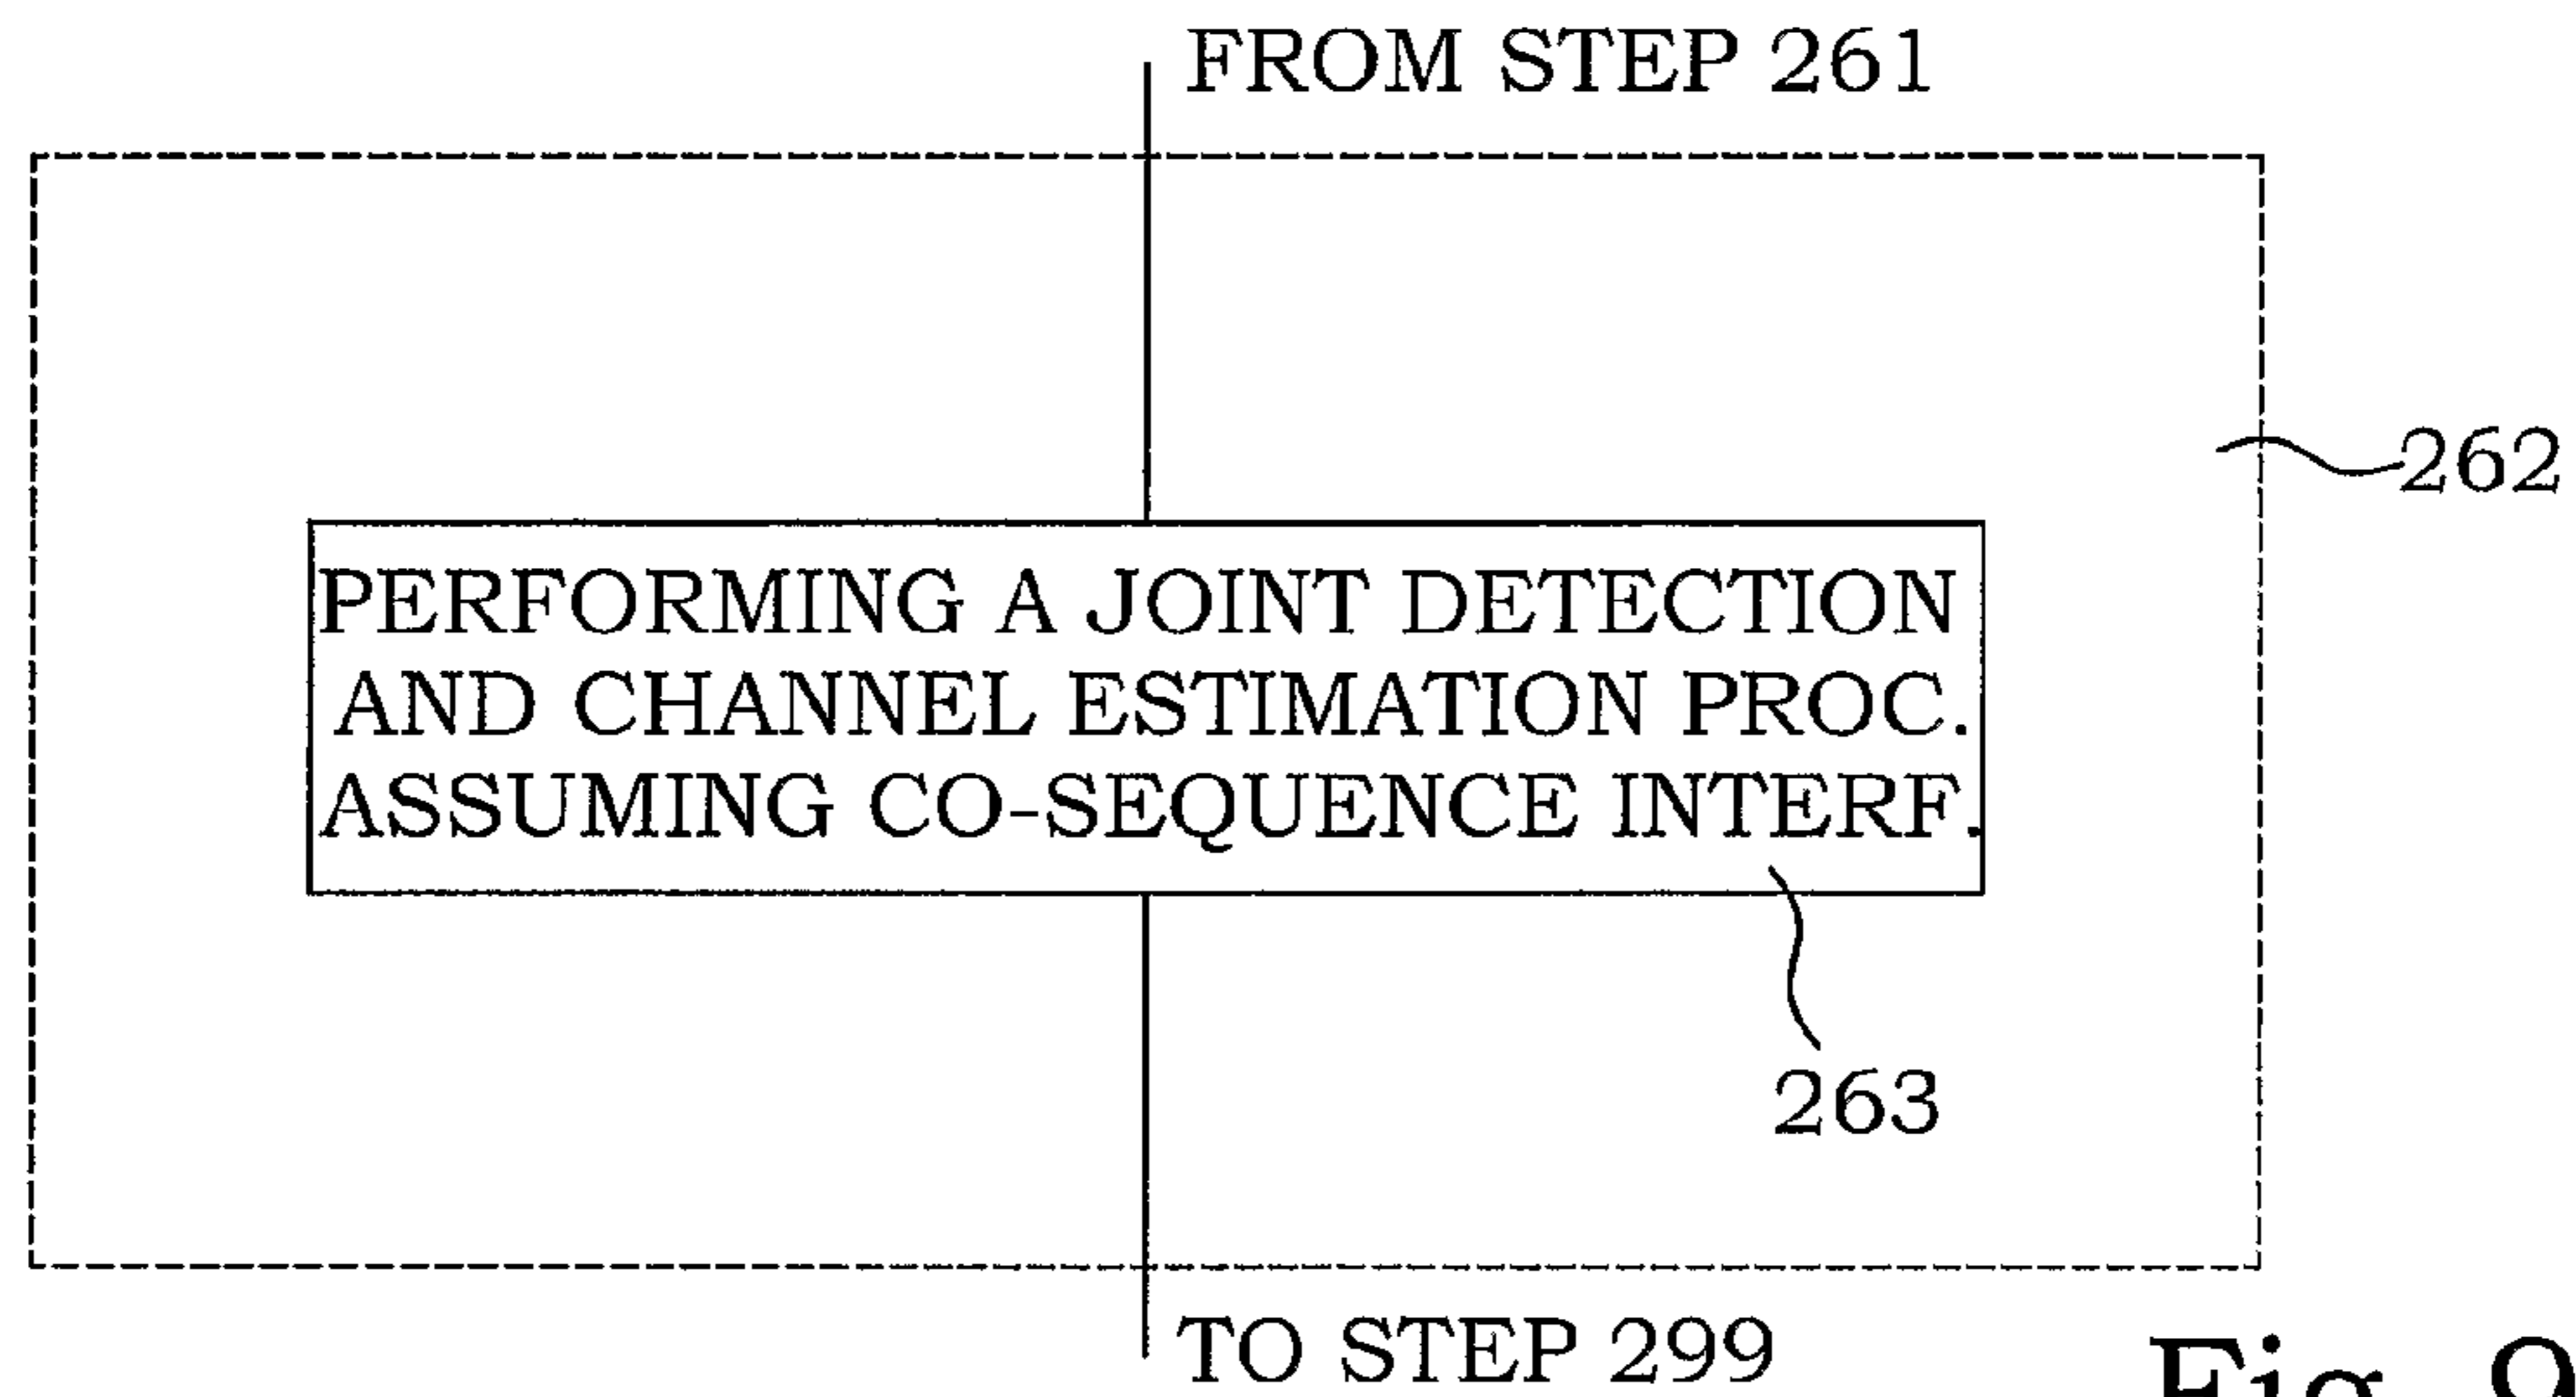 FROM STEP 261
262
PERFORMING A JOINT DETECTION
AND CHANNEL ESTIMATION PROC.
ASSUMING CO-SEQUENCE INTERF.
263
TO STEP 299
Fig.